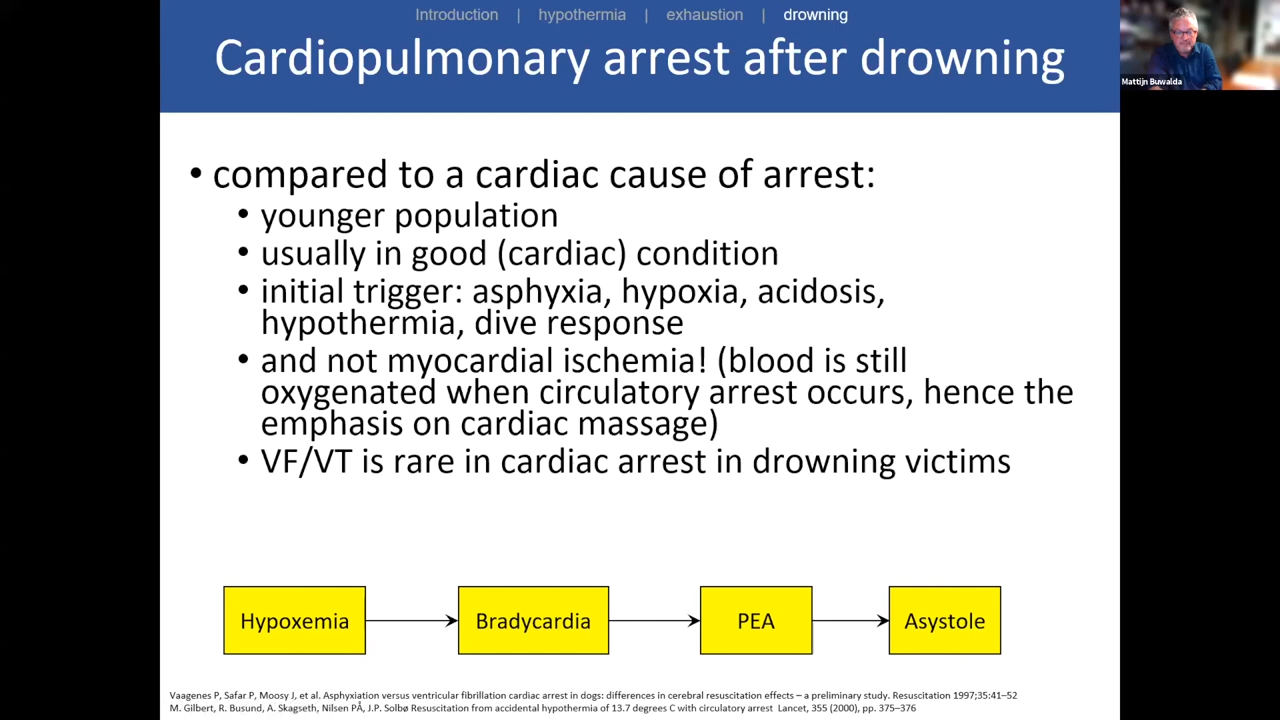 Introduction | hypothermia | exhaustion | drowning
Cardiopulmonary arrest after drowning
Mattijn Buwalda
• compared to a cardiac cause of arrest:
• younger population
• usually in good (cardiac) condition
• initial trigger: asphyxia, hypoxia, acidosis,
hypothermia, dive response
• and not myocardial ischemia! (blood is still
oxygenated when circulatory arrest occurs, hence the
emphasis on cardiac massage)
• VF/VT is rare in cardiac arrest in drowning victims
Hypoxemia
Bradycardia
PEA
Asystole
Vaagenes P, Safar P, Moosy J, et al. Asphyxiation versus ventricular fibrillation cardiac arrest in dogs: differences in cerebral resuscitation effects – a preliminary study. Resuscitation 1997;35:41–52
M. Gilbert, R. Busund, A. Skagseth, Nilsen PÅ, J.P. Solbø Resuscitation from accidental hypothermia of 13.7 degrees C with circulatory arrest Lancet, 355 (2000), pp. 375–376